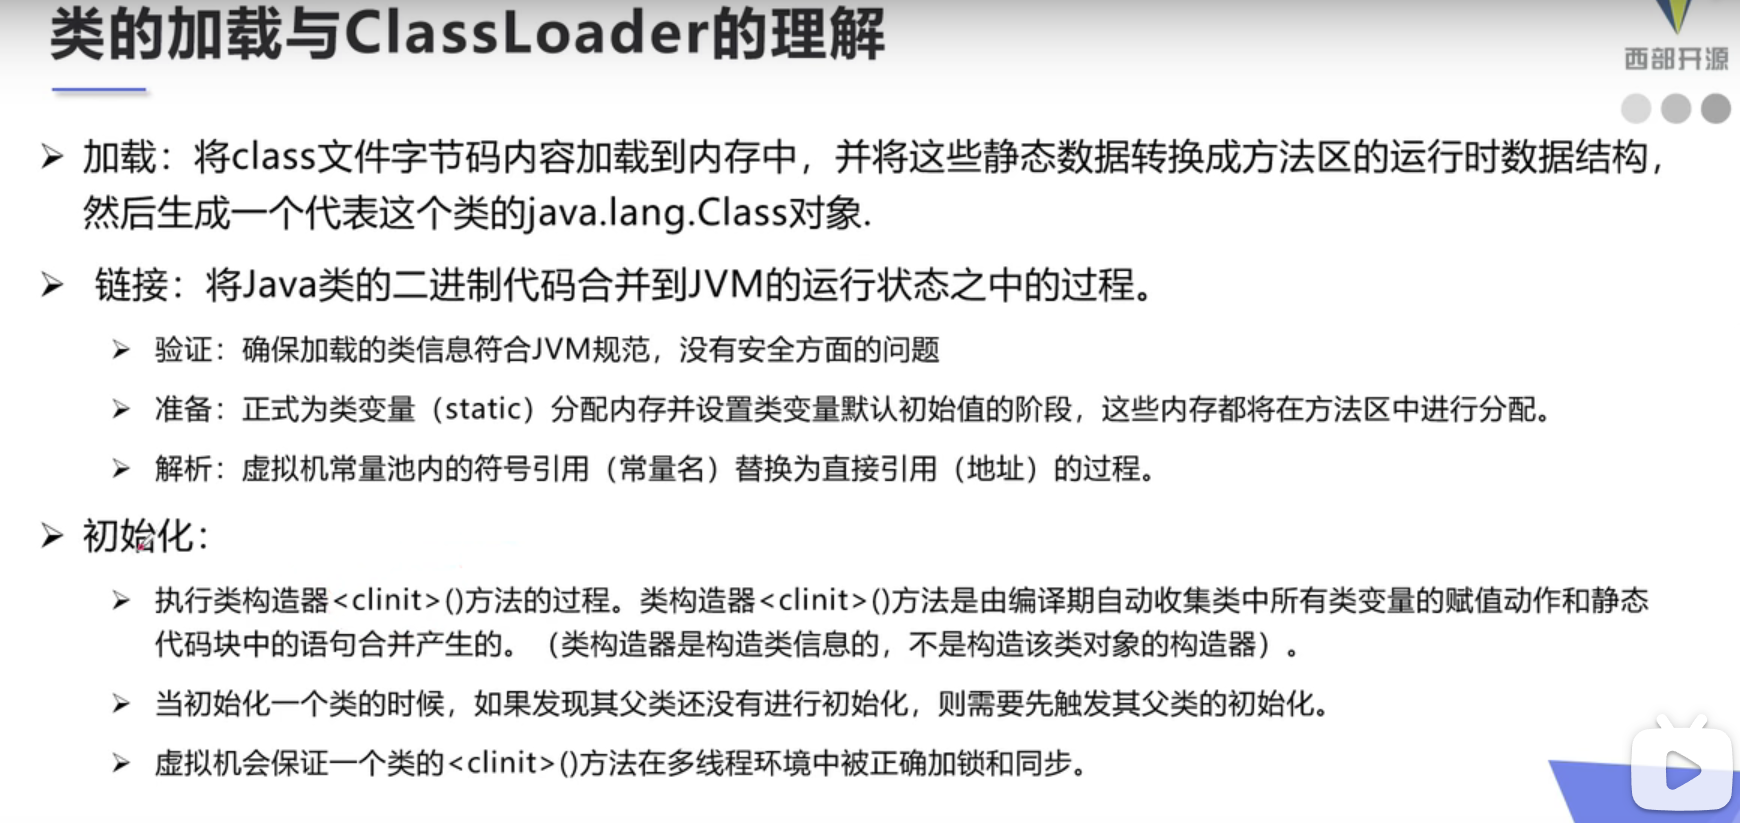 类的加载与ClassLoader的理解
西部开源
加载：将class文件字节码内容加载到内存中，并将这些静态数据转换成方法区的运行时数据结构，
然后生成一个代表这个类的java.lang.Class对象.
链接：将Java类的二进制代码合并到JVM的运行状态之中的过程。
验证：确保加载的类信息符合JVM规范，没有安全方面的问题
准备：正式为类变量（static）分配内存并设置类变量默认初始值的阶段，这些内存都将在方法区中进行分配。
解析：虚拟机常量池内的符号引用（常量名）替换为直接引用（地址）的过程。
初始化：
执行类构造器<clinit>()方法的过程。类构造器<clinit>()方法是由编译期自动收集类中所有类变量的赋值动作和静态
代码块中的语句合并产生的。（类构造器是构造类信息的，不是构造该类对象的构造器）。
当初始化一个类的时候，如果发现其父类还没有进行初始化，则需要先触发其父类的初始化。
虚拟机会保证一个类的<clinit>()方法在多线程环境中被正确加锁和同步。